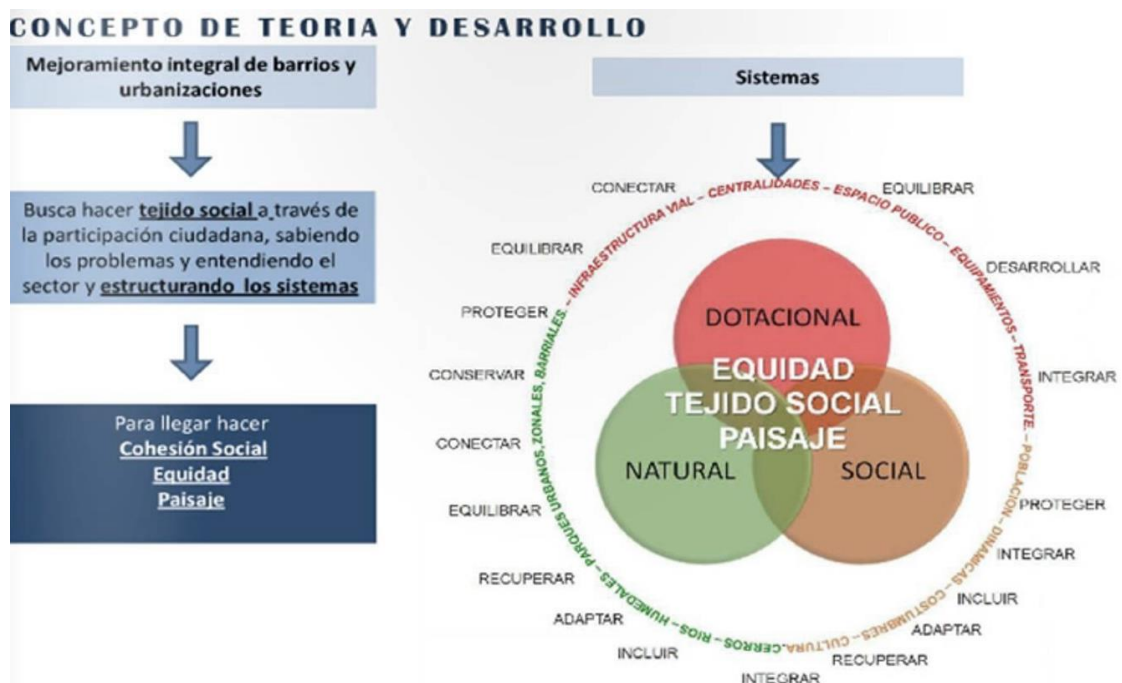 CONCEPTO DE TEORIA Y DESARROLLO
Mejoramiento integral de barrios y
urbanizaciones
Busca hacer tejido social a través de
la participación ciudadana, sabiendo
los problemas y entendiendo el
sector y estructurando los sistemas
Para llegar hacer
Cohesión Social
Equidad
Paisaje
Sistemas
CONECTAR
EQUILIBRAR
EQUILIBRAR
DESARROLLAR
PROTEGER
CONSERVAR
INTEGRAR
CONECTAR
EQUILIBRAR
PROTEGER
INTEGRAR
RECUPERAR
INCLUIR
ADAPTAR
ADAPTAR
INCLUIR
RECUPERAR
INTEGRAR
INFRAESTRUCTURA VIAL – CENTRALIDADES – ESPACIO PUBLICO – EQUIPAMIENTOS – TRANSPORTE.
– POBLACION – DINAMICAS – COSTUMBRES – CULTURA
CERROS – RIOS – HUMEDALES – PARQUES URBANOS, ZONALES, BARRIALES.
DOTACIONAL
EQUIDAD
TEJIDO SOCIAL
PAISAJE
NATURAL
SOCIAL